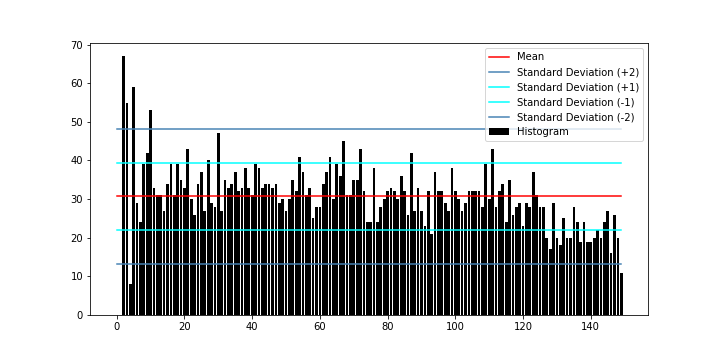 70
60
50
40
30
20
10
0
Mean
Standard Deviation (+2)
Standard Deviation (+1)
Standard Deviation (-1)
Standard Deviation (-2)
Histogram
0 20 40 60 80 100 120 140